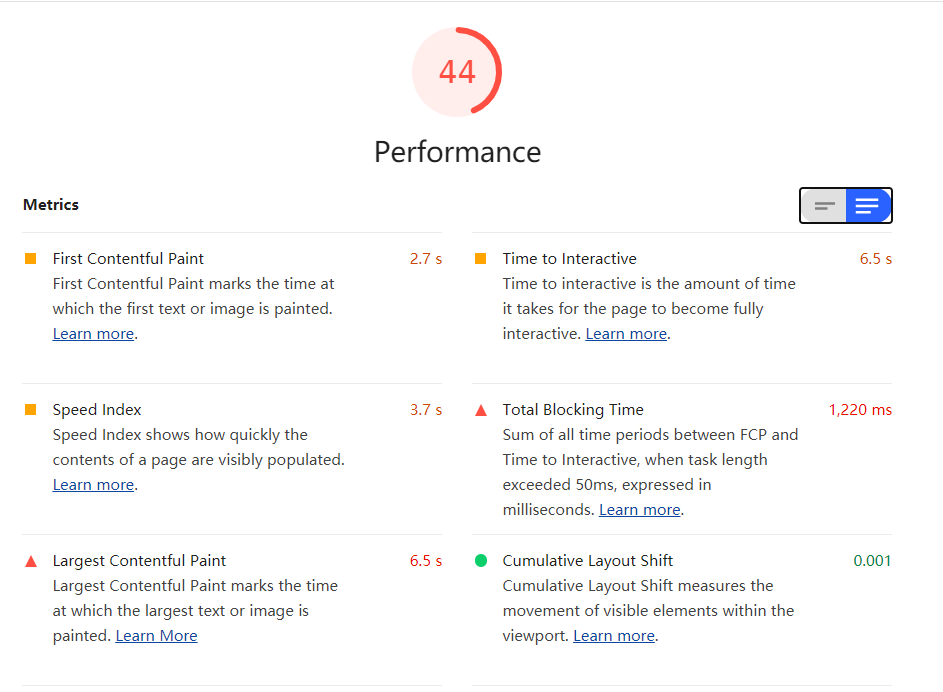 44
Performance
Metrics
First Contentful Paint 2.7 s
First Contentful Paint marks the time at
which the first text or image is painted.
Learn more.
Time to Interactive 6.5 s
Time to interactive is the amount of time
it takes for the page to become fully
interactive. Learn more.
Speed Index 3.7 s
Speed Index shows how quickly the
contents of a page are visibly populated.
Learn more.
Total Blocking Time 1,220 ms
Sum of all time periods between FCP and
Time to Interactive, when task length
exceeded 50ms, expressed in
milliseconds. Learn more.
Largest Contentful Paint 6.5 s
Largest Contentful Paint marks the time
at which the largest text or image is
painted. Learn More
Cumulative Layout Shift 0.001
Cumulative Layout Shift measures the
movement of visible elements within the
viewport. Learn more.